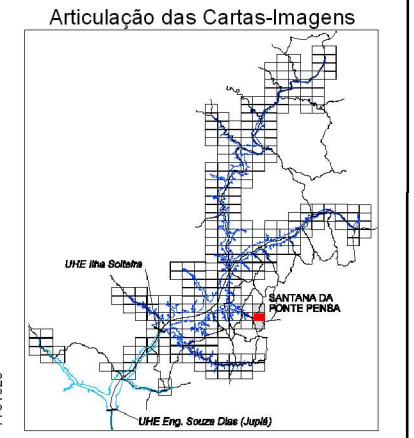 Articulação das Cartas-Imagens
UHE Ilha Solteira
SANTANA DA
PONTE PENSA
UHE Eng. Souza Dias (Jupiá)